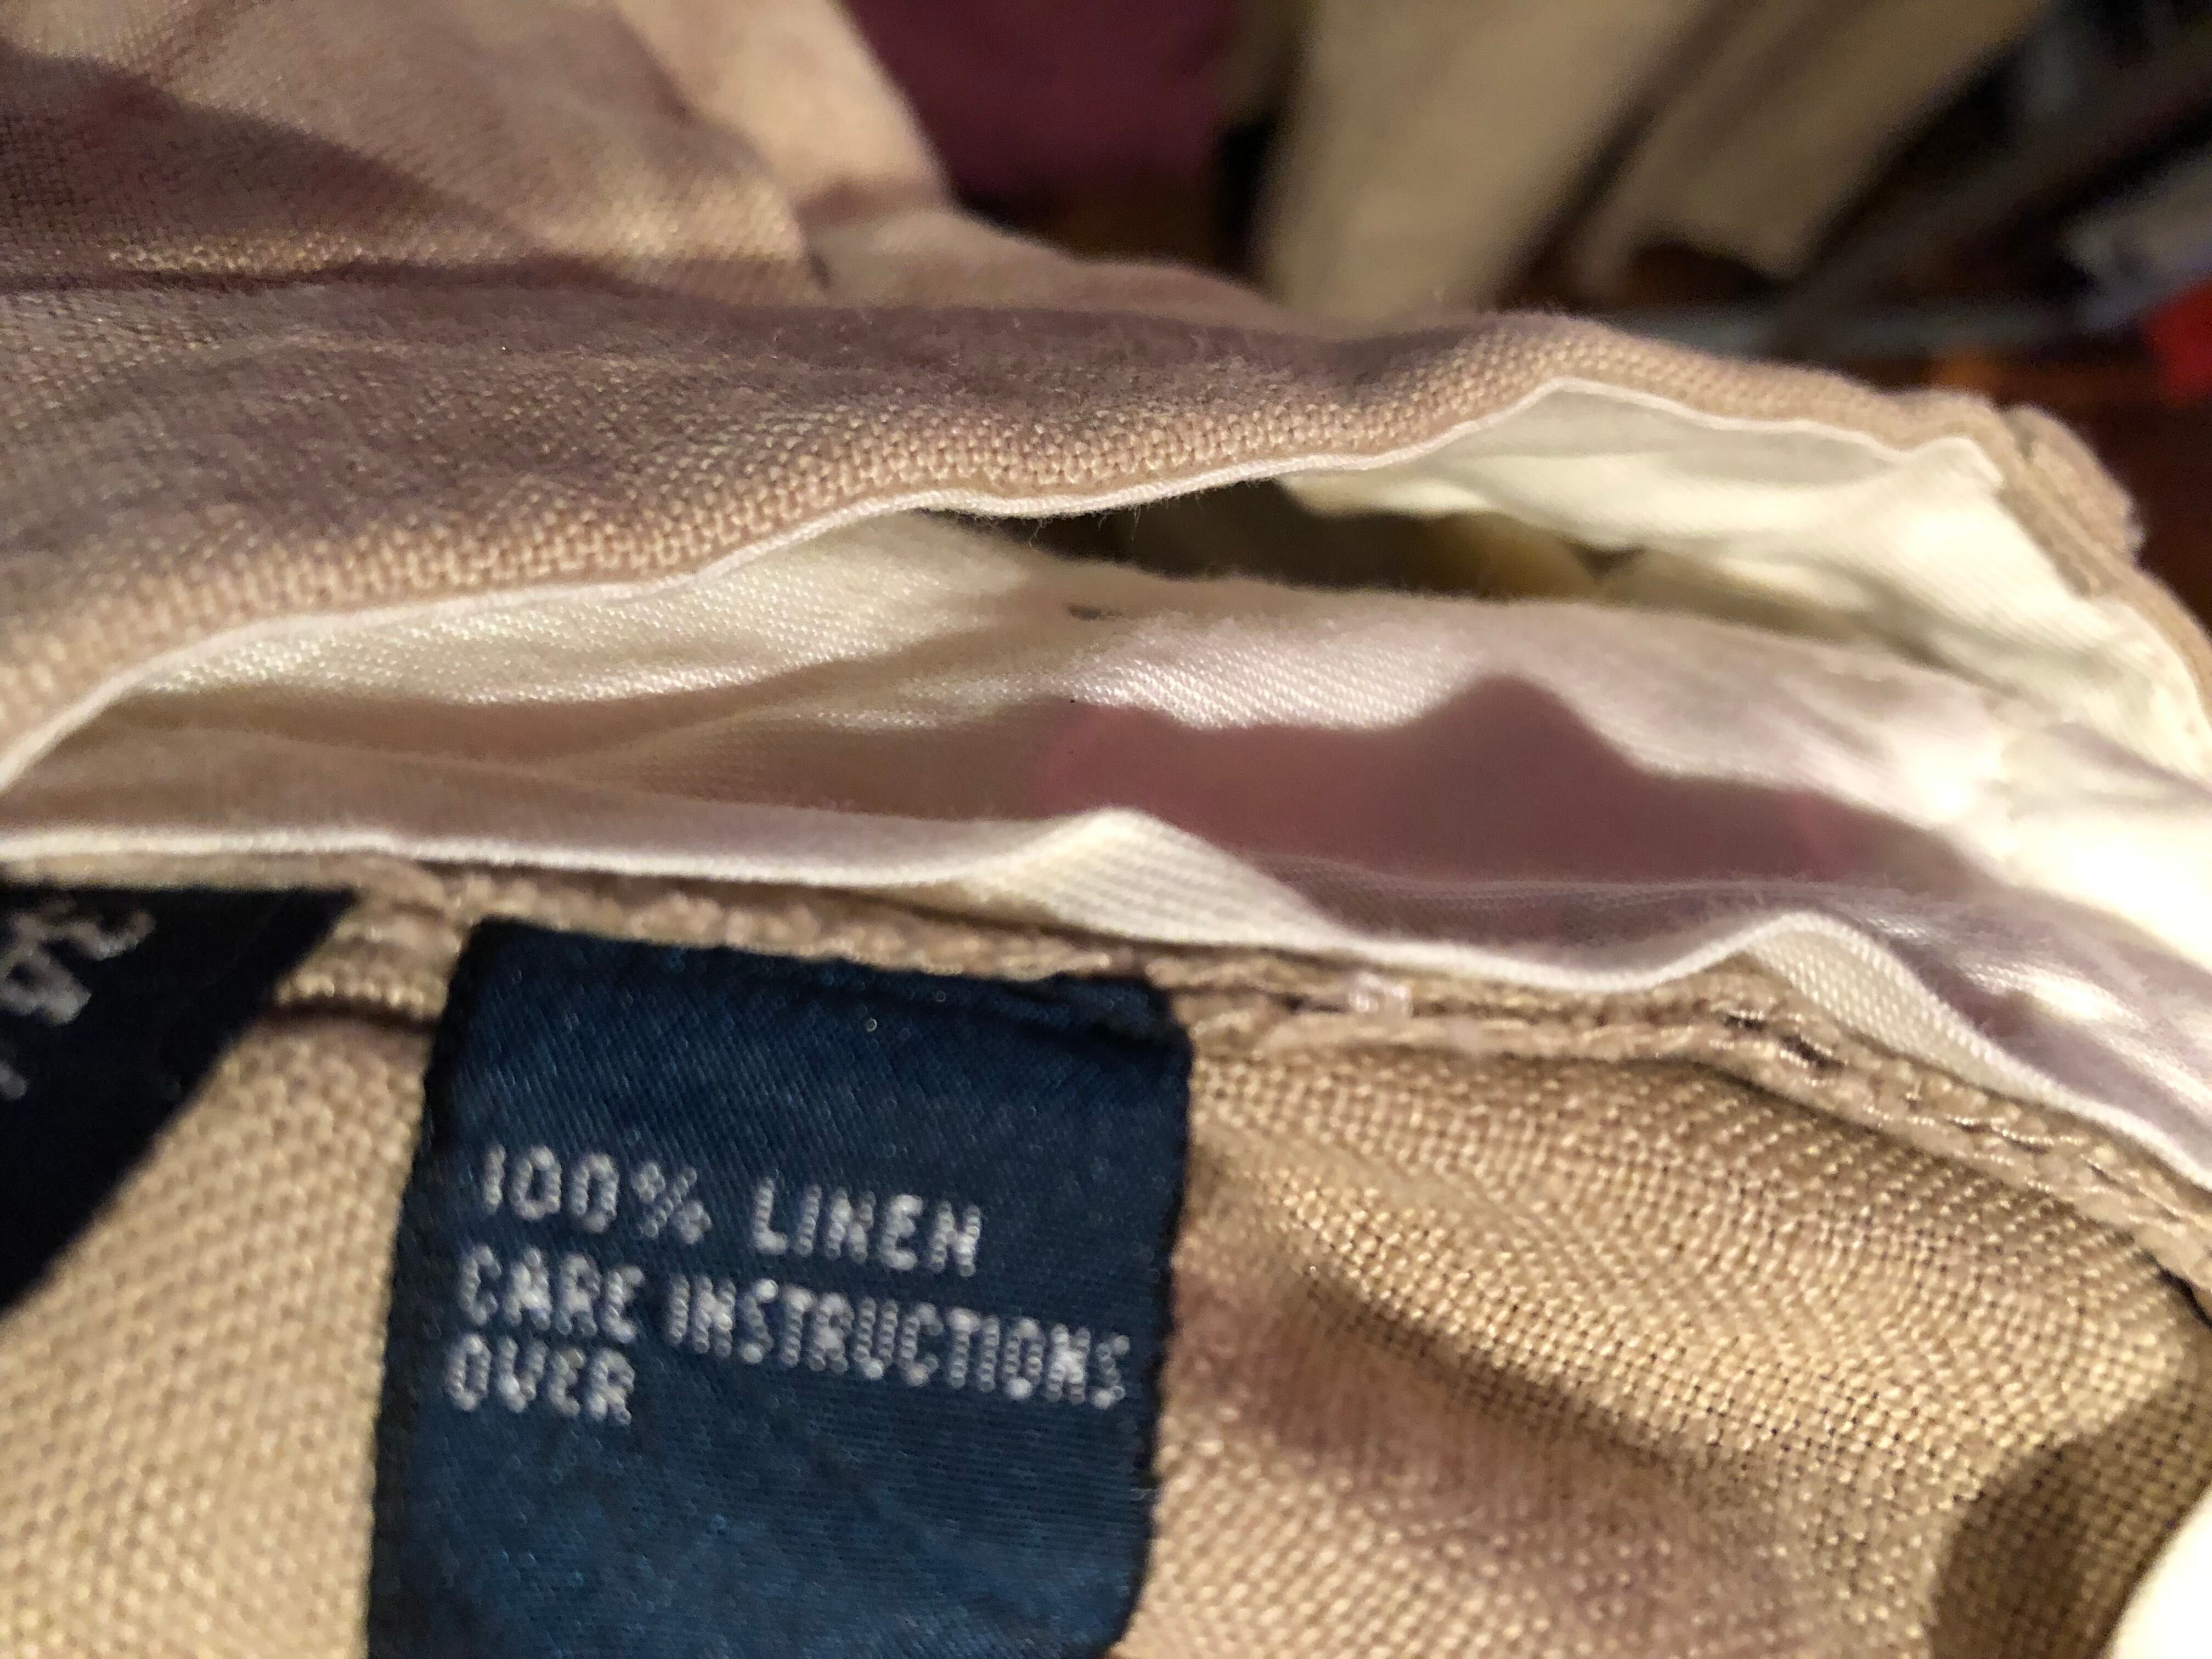 100% LINEN
CARE INSTRUCTIONS
OVER